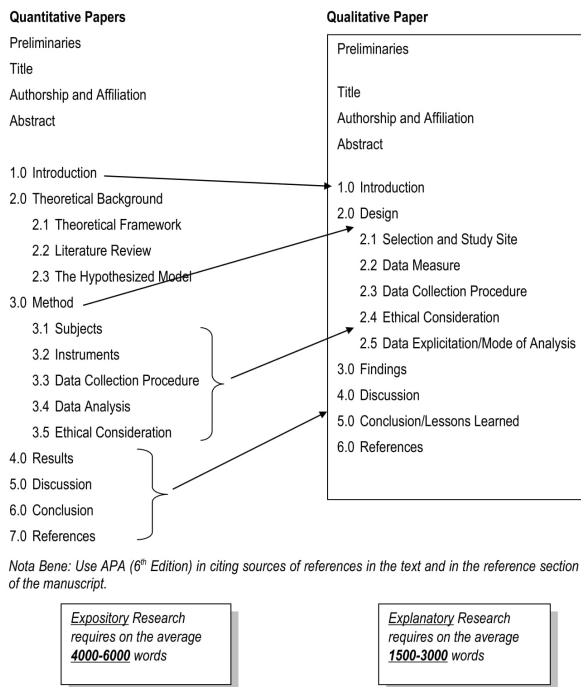 Quantitative Papers
Preliminaries
Title
Authorship and Affiliation
Abstract
1.0 Introduction
2.0 Theoretical Background
2.1 Theoretical Framework
2.2 Literature Review
2.3 The Hypothesized Model
3.0 Method
3.1 Subjects
3.2 Instruments
3.3 Data Collection Procedure
3.4 Data Analysis
3.5 Ethical Consideration
4.0 Results
5.0 Discussion
6.0 Conclusion
7.0 References
Qualitative Paper
Preliminaries
Title
Authorship and Affiliation
Abstract
1.0 Introduction
2.0 Design
2.1 Selection and Study Site
2.2 Data Measure
2.3 Data Collection Procedure
2.4 Ethical Consideration
2.5 Data Explicitation/Mode of Analysis
3.0 Findings
4.0 Discussion
5.0 Conclusion/Lessons Learned
6.0 References
Nota Bene: Use APA (6th Edition) in citing sources of references in the text and in the reference section
of the manuscript.
Expository Research
requires on the average
4000-6000 words
Explanatory Research
requires on the average
1500-3000 words